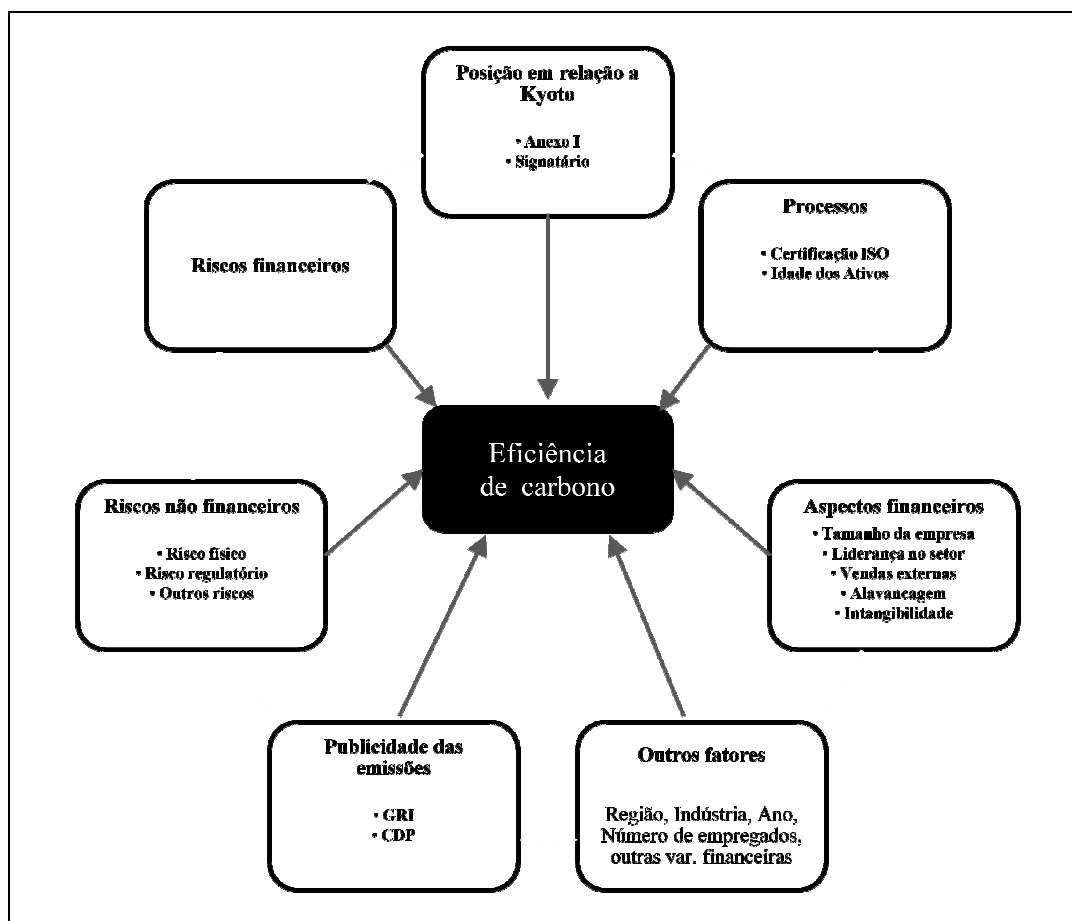 Posição em relação a
Kyoto
• Anexo I
• Signatário
Riscos financeiros
Processos
• Certificação ISO
• Idade dos Ativos
Eficiência
de carbono
Riscos não financeiros
• Risco físico
• Risco regulatório
• Outros riscos
Aspectos financeiros
• Tamanho da empresa
• Liderança no setor
• Vendas externas
• Alavancagem
• Intangibilidade
Publicidade das
emissões
• GRI
• CDP
Outros fatores
Região, Indústria, Ano,
Número de empregados,
outras var. financeiras